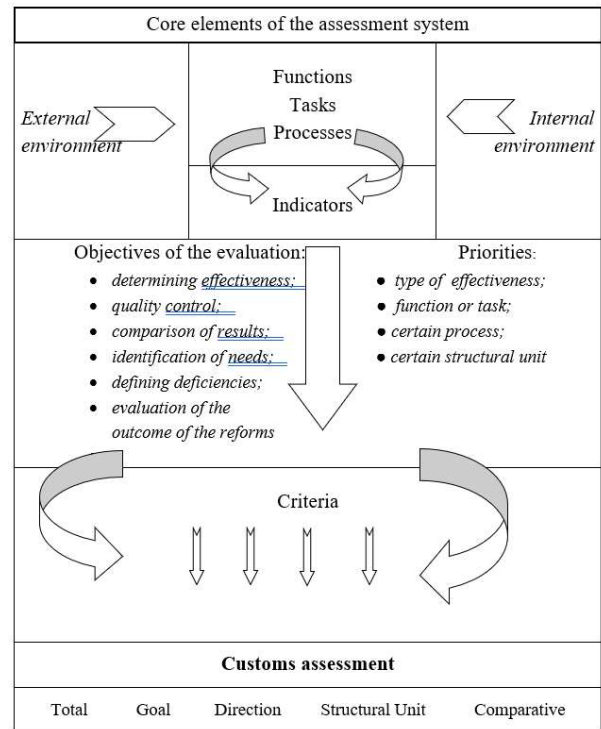 Core elements of the assessment system
Functions
Tasks
Processes
External
environment
Internal
environment
Indicators
Objectives of the evaluation:
• determining effectiveness;
• quality control;
• comparison of results;
• identification of needs;
• defining deficiencies;
• evaluation of the
outcome of the reforms
Priorities:
• type of effectiveness;
• function or task;
• certain process;
• certain structural unit
Criteria
Customs assessment
Total Goal Direction Structural Unit Comparative